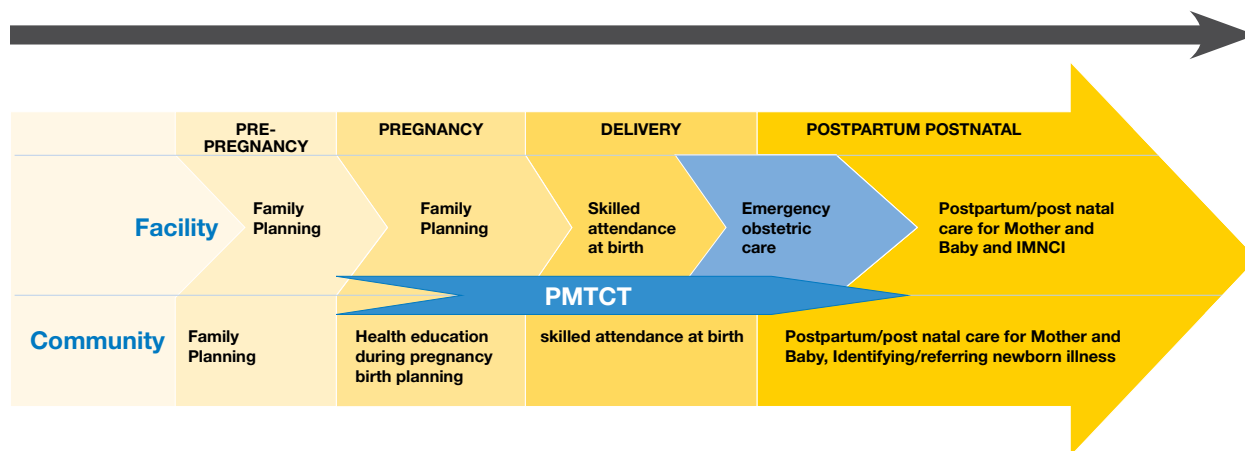 PRE-
PREGNANCY
PREGNANCY
DELIVERY
POSTPARTUM POSTNATAL
Facility
Family
Planning
Family
Planning
Skilled
attendance
at birth
Emergency
obstetric
care
Postpartum/post natal
care for Mother and
Baby and IMNCI
PMTCT
Community
Family
Planning
Health education
during pregnancy
birth planning
skilled attendance at birth
Postpartum/post natal care for Mother and
Baby, Identifying/referring newborn illness